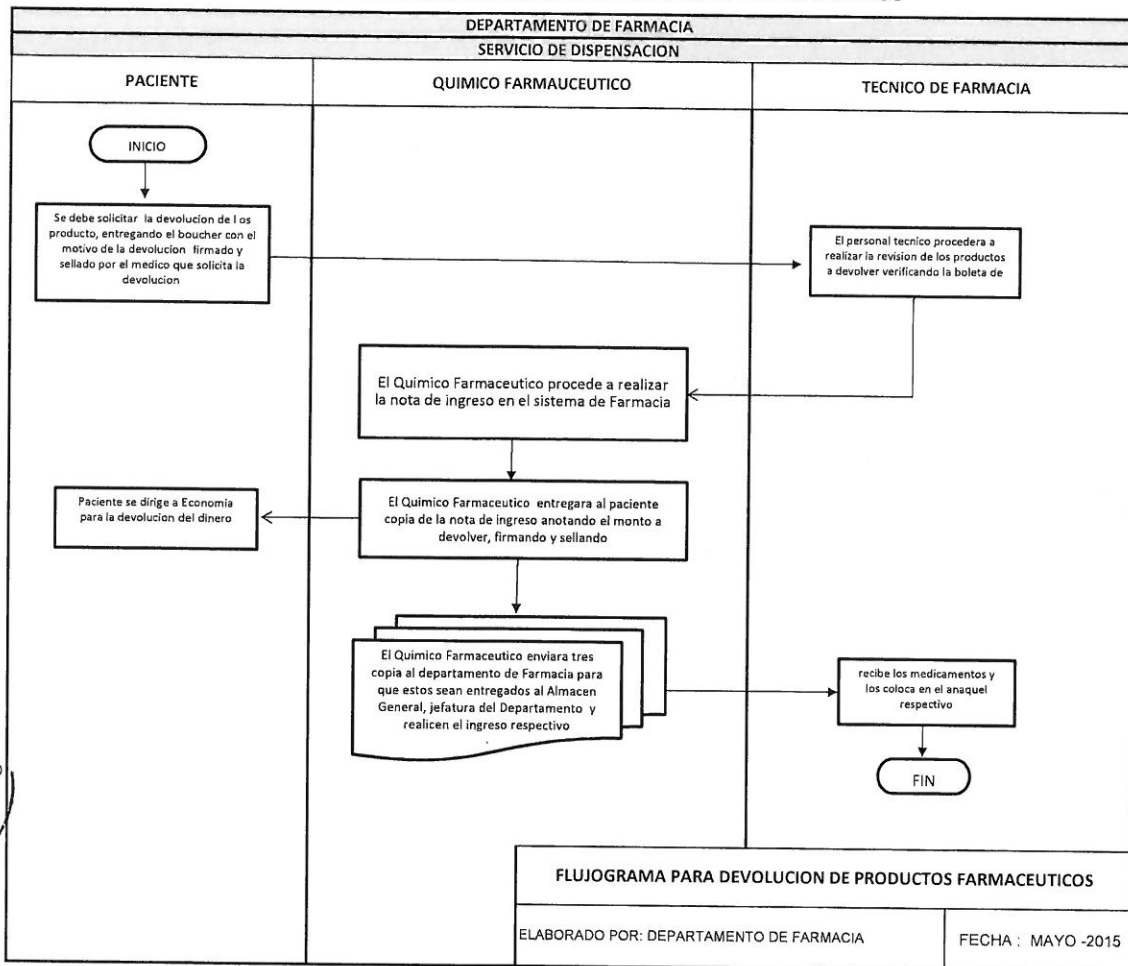 DEPARTAMENTO DE FARMACIA
SERVICIO DE DISPENSACION
PACIENTE
QUIMICO FARMAUCEUTICO
TECNICO DE FARMACIA
INICIO
Se debe solicitar la devolucion de l os
producto, entregando el boucher con el
motivo de la devolucion firmado y
sellado por el medico que solicita la
devolucion
El personal tecnico procedera a
realizar la revision de los productos
a devolver verificando la boleta de
El Quimico Farmaceutico procede a realizar
la nota de ingreso en el sistema de Farmacia
Paciente se dirige a Economia
para la devolucion del dinero
El Quimico Farmaceutico entregara al paciente
copia de la nota de ingreso anotando el monto a
devolver, firmando y sellando
El Quimico Farmaceutico enviara tres
copia al departamento de Farmacia para
que estos sean entregados al Almacen
General, jefatura del Departamento y
realicen el ingreso respectivo
recibe los medicamentos y
los coloca en el anaquel
respectivo
FIN
FLUJOGRAMA PARA DEVOLUCION DE PRODUCTOS FARMACEUTICOS
ELABORADO POR: DEPARTAMENTO DE FARMACIA
FECHA : MAYO -2015